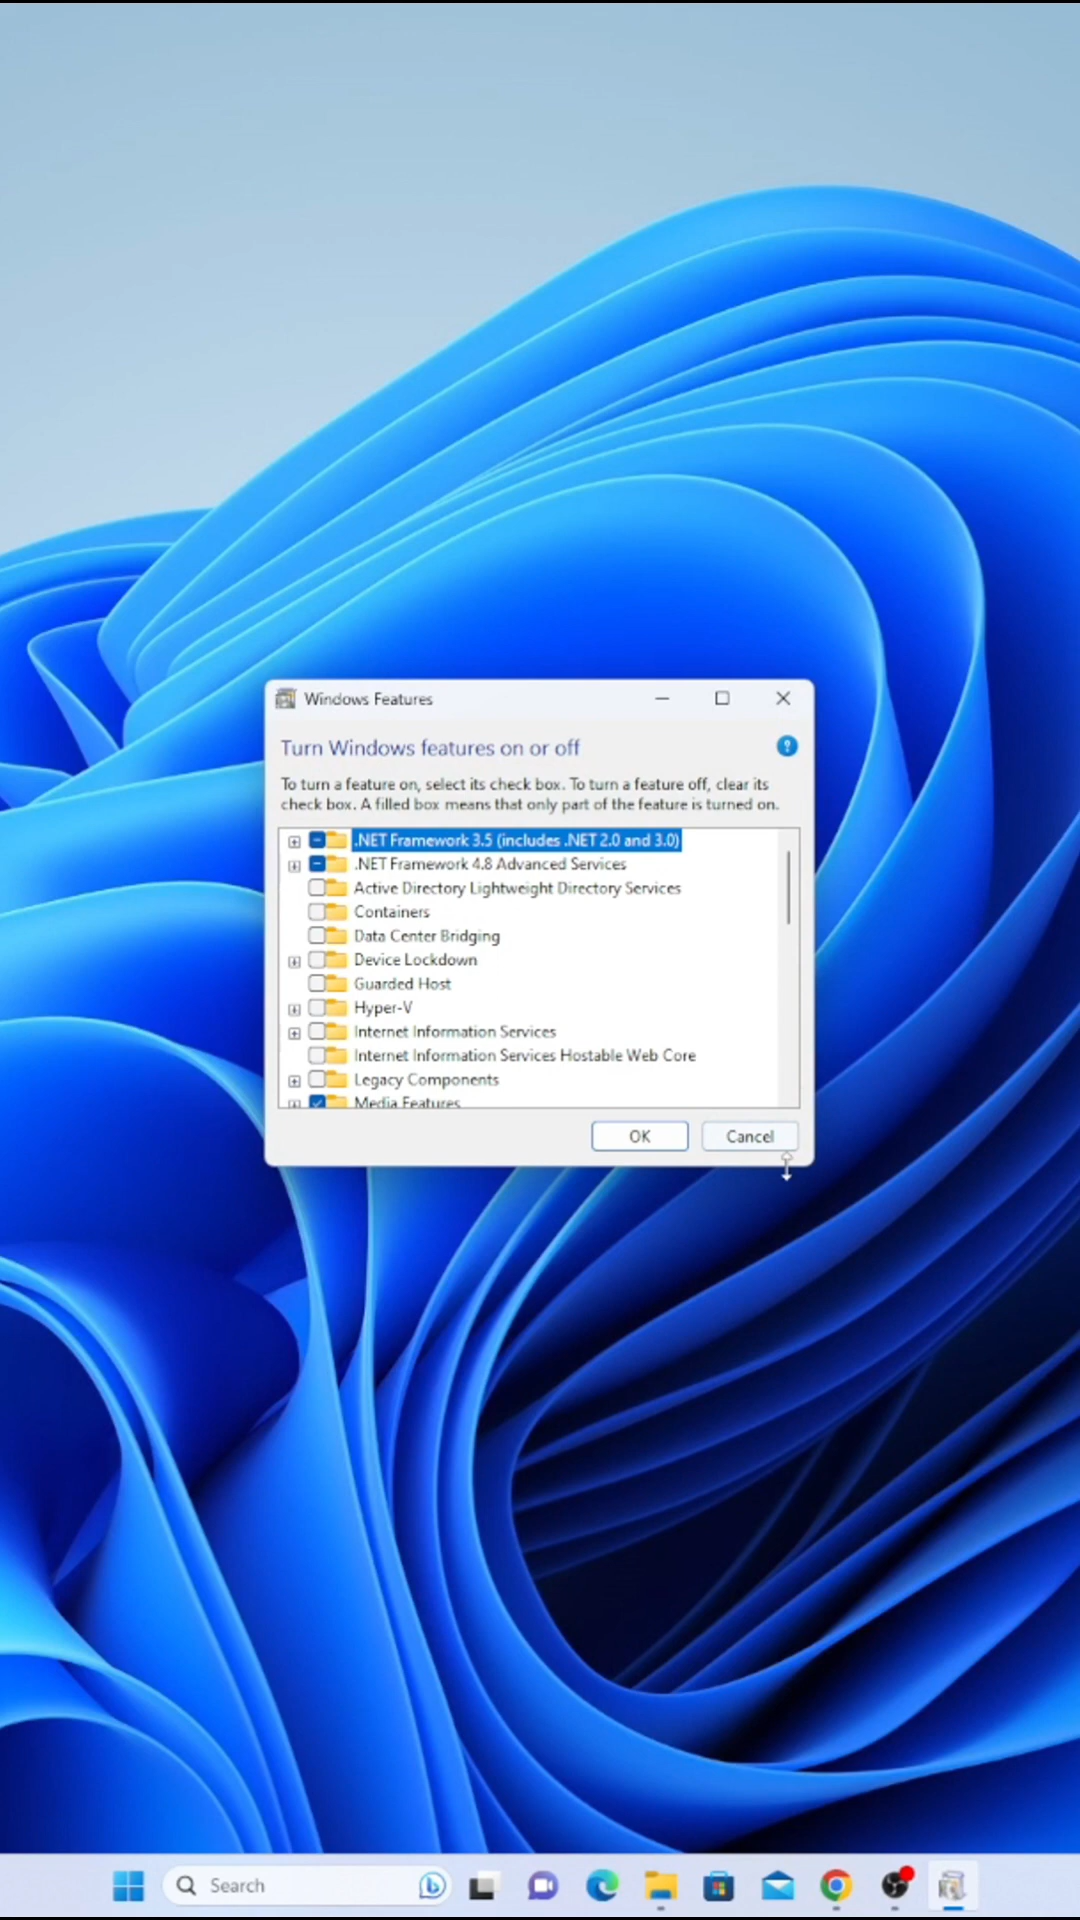 Windows Features
Turn Windows features on or off
To turn a feature on, select its check box. To turn a feature off, clear its
check box. A filled box means that only part of the feature is turned on.
.NET Framework 3.5 (includes .NET 2.0 and 3.0)
.NET Framework 4.8 Advanced Services
Active Directory Lightweight Directory Services
Containers
Data Center Bridging
Device Lockdown
Guarded Host
Hyper-V
Internet Information Services
Internet Information Services Hostable Web Core
Legacy Components
Media Features
OK Cancel
Search